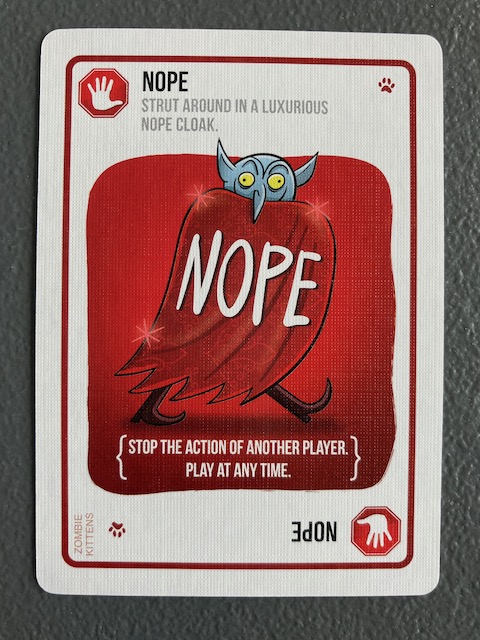 NOPE
STRUT AROUND IN A LUXURIOUS
NOPE CLOAK.
NOPE
STOP THE ACTION OF ANOTHER PLAYER.
PLAY AT ANY TIME.
ZOMBIE
KITTENS
NOPE